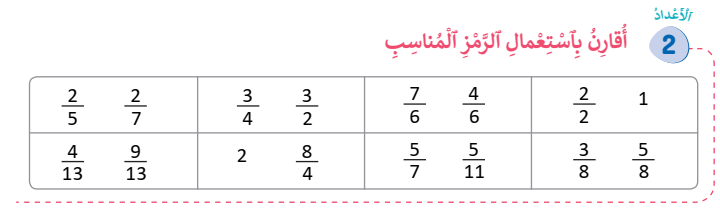 اَلْأَعْدادُ
2 أُقارِنُ بِٱسْتِعْمالِ ٱلرَّمْزِ ٱلْمُناسِبِ
2/5 2/7 3/4 3/2 7/6 4/6 2/2 1
4/13 9/13 2 8/4 5/7 5/11 3/8 5/8